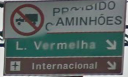 PROIBIDO
CAMINHÕES
L. Vermelha
Internacional